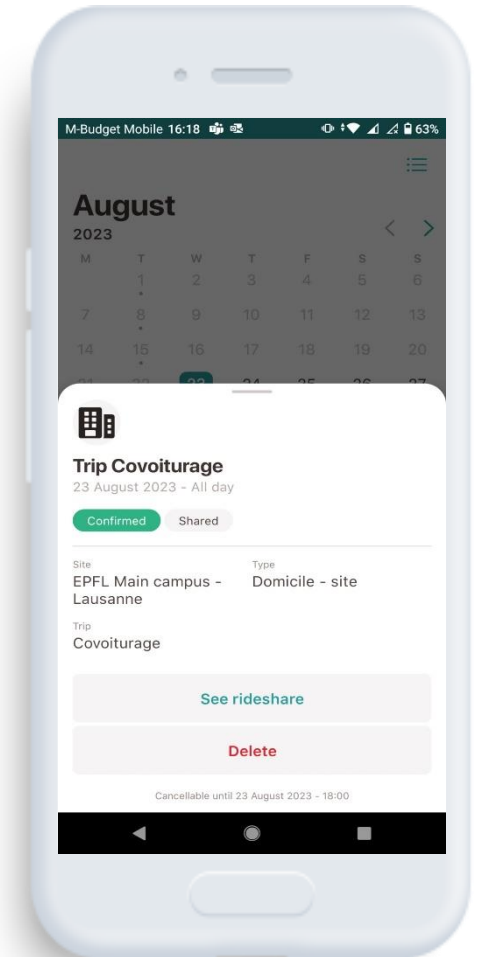 M-Budget Mobile 16:18 63%
August
2023
M T W T F S S
1 2 3 4 5 6
7 8 9 10 11 12 13
14 15 16 17 18 19 20
21 22 23 24 25 26 27
Trip Covoiturage
23 August 2023 - All day
Confirmed Shared
Site Type
EPFL Main campus - Domicile - site
Lausanne
Trip
Covoiturage
See rideshare
Delete
Cancellable until 23 August 2023 - 18:00